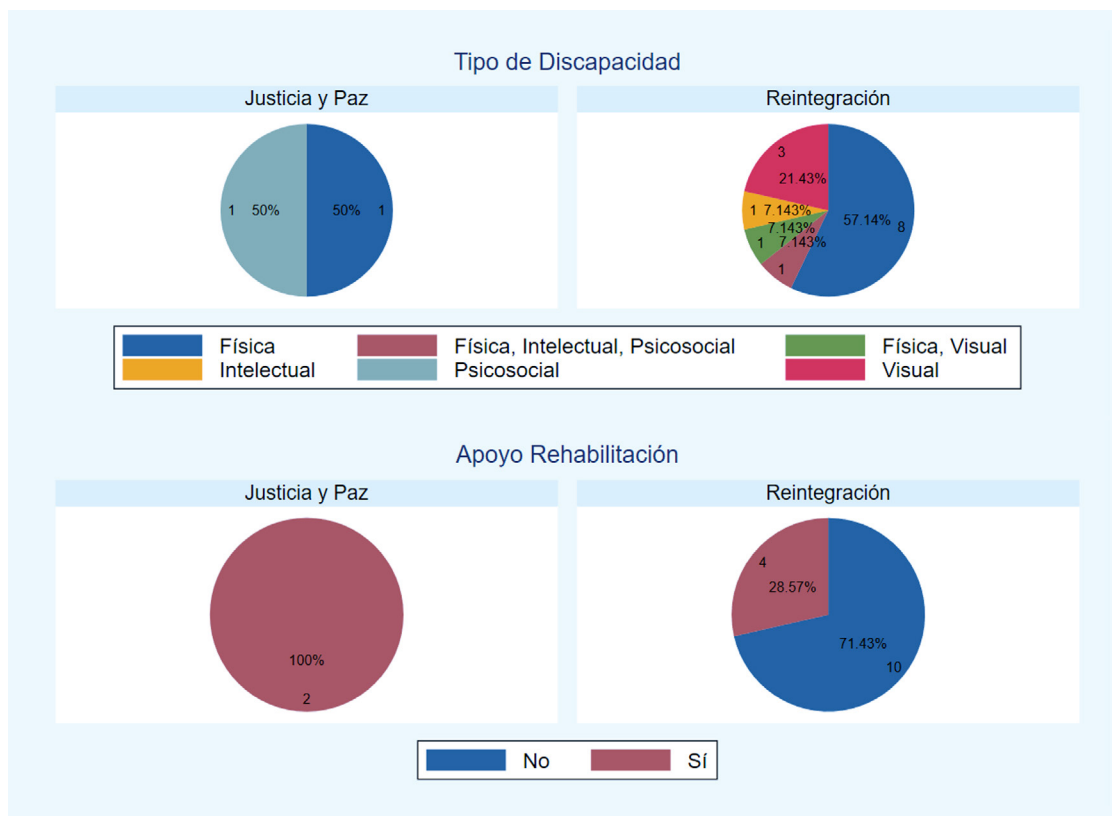 Tipo de Discapacidad
Justicia y Paz
1 50% 50% 1
Reintegración
3
21.43%
1 7.143% 57.14% 8
7.143%
1 7.143%
1
Física Física, Intelectual, Psicosocial Física, Visual
Intelectual Psicosocial Visual
Apoyo Rehabilitación
Justicia y Paz
100%
2
Reintegración
4
28.57%
71.43%
10
No Sí